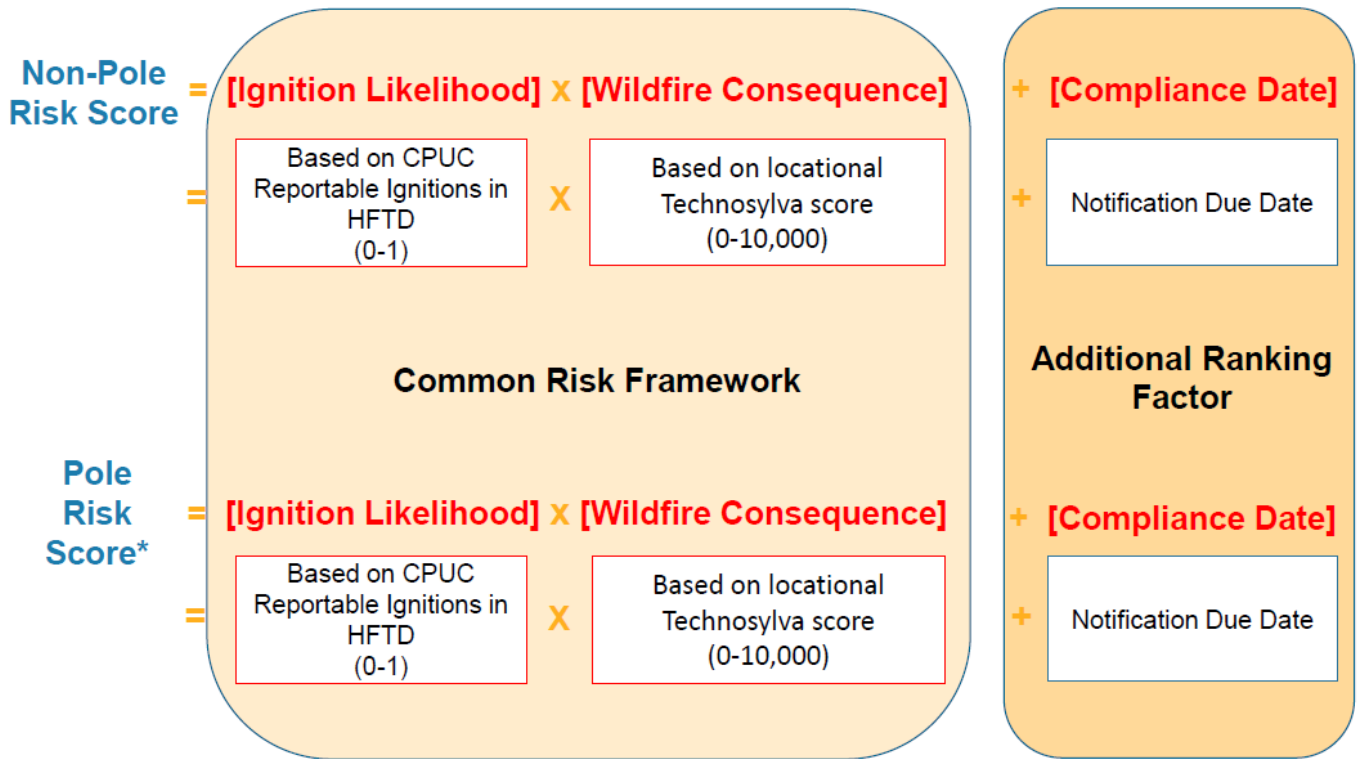 Non-Pole
Risk Score
= [Ignition Likelihood] x [Wildfire Consequence] + [Compliance Date]
Based on CPUC
Reportable Ignitions in
HFTD
(0-1)
Based on locational
Technosylva score
(0-10,000)
Notification Due Date
= X +
Common Risk Framework
Additional Ranking
Factor
Pole
Risk
Score*
= [Ignition Likelihood] x [Wildfire Consequence] + [Compliance Date]
Based on CPUC
Reportable Ignitions in
HFTD
(0-1)
Based on locational
Technosylva score
(0-10,000)
Notification Due Date
= X +